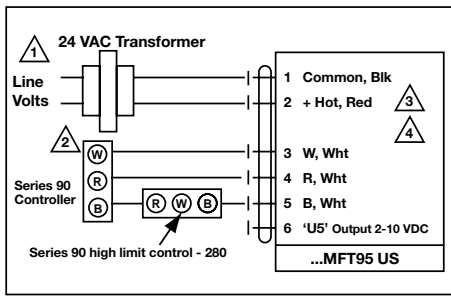 1
24 VAC Transformer
Line
Volts
1 Common, Blk
2 + Hot, Red
3
4
2
W
R
B
Series 90
Controller
R W B
3 W, Wht
4 R, Wht
5 B, Wht
6 ‘U5’ Output 2-10 VDC
Series 90 high limit control - 280
...MFT95 US